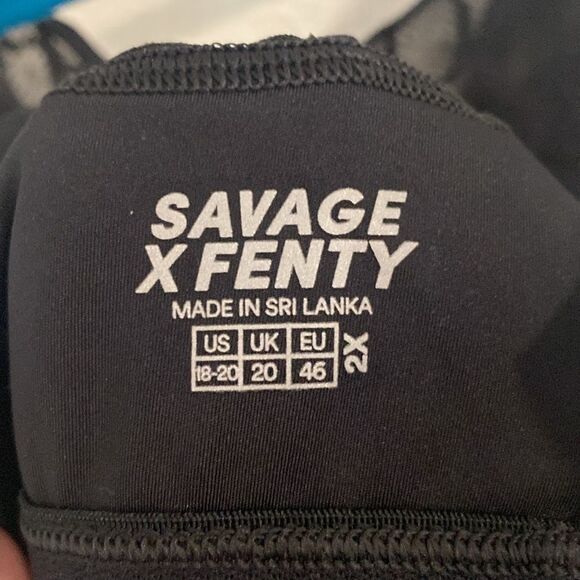 SAVAGE
X FENTY
MADE IN SRI LANKA
US UK EU
18-20 20 46
2X